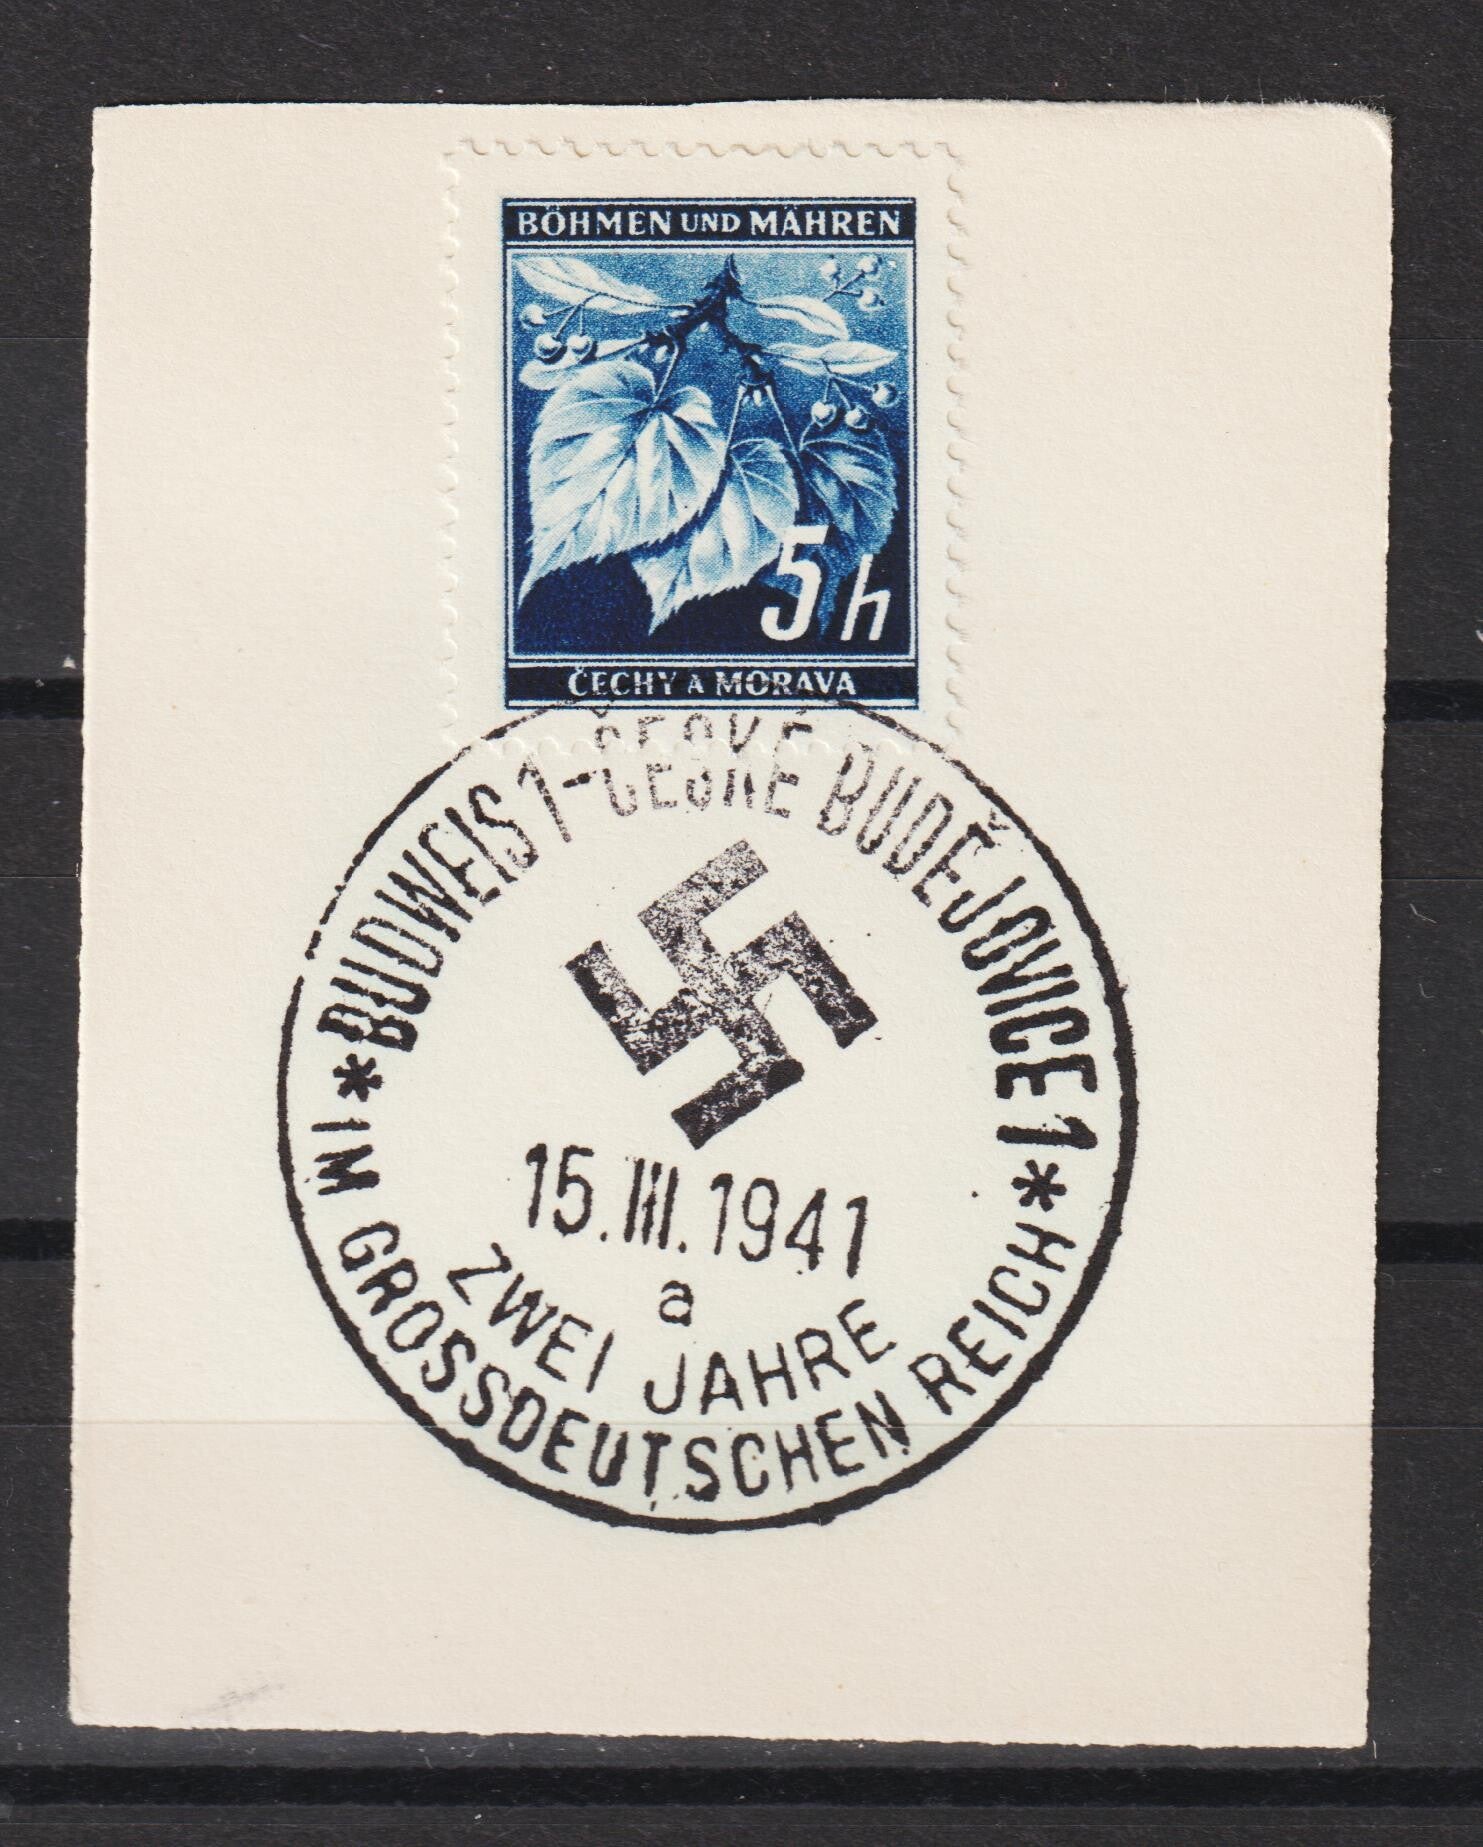 BÖHMEN UND MÄHREN
5 h
ČECHY A MORAVA
* BUDWEIS 1 - ČESKÉ BUDĚJOVICE 1 *
15. III. 1941
a
ZWEI JAHRE
IM GROSSDEUTSCHEN REICH